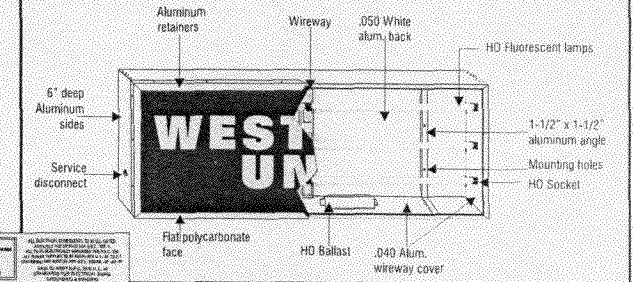 Aluminum
retainers
Wireway
.050 White
alum. back
HO Fluorescent lamps
6" deep
Aluminum
sides
1-1/2" x 1-1/2"
aluminum angle
WEST
UN
Service
disconnect
Mounting holes
HO Socket
Flat polycarbonate
face
HO Ballast
.040 Alum.
wireway cover